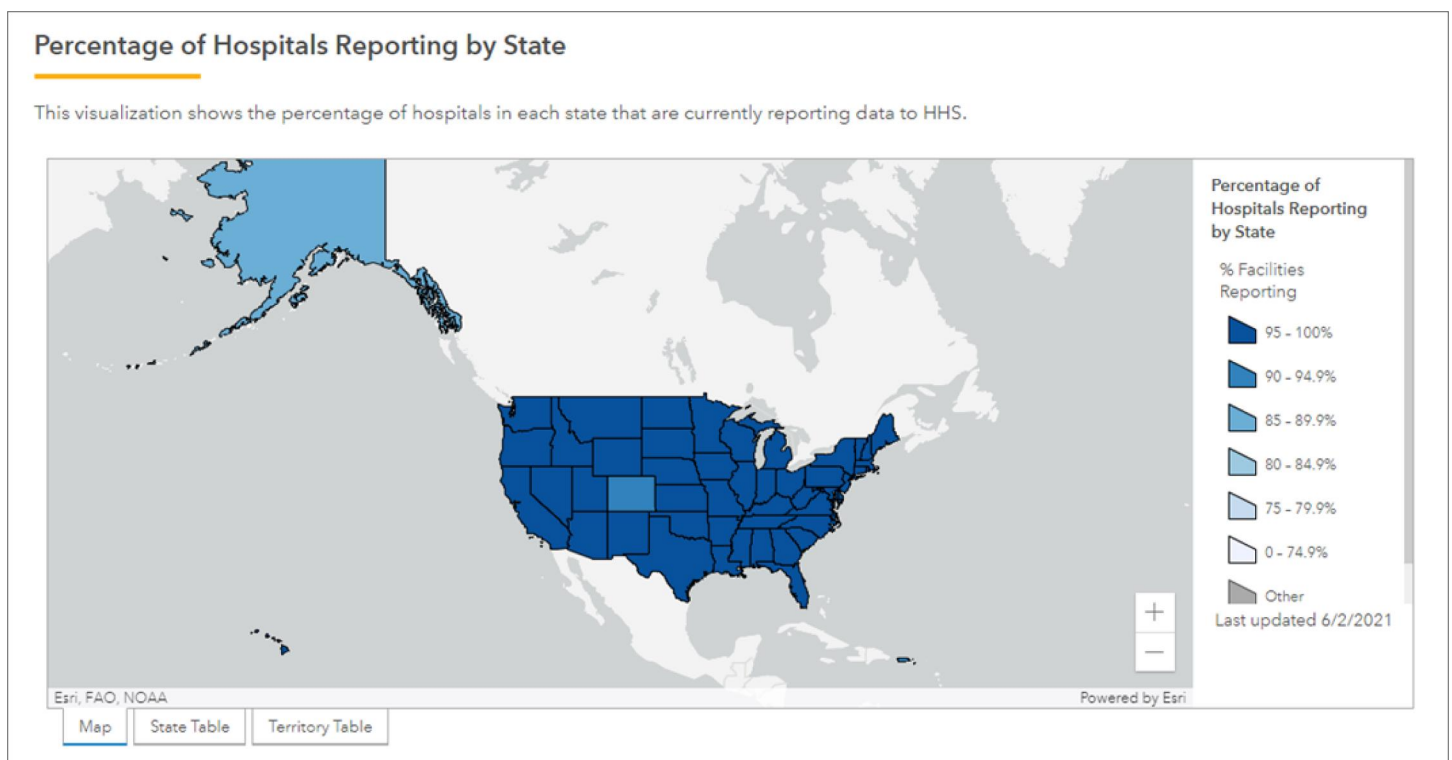 Percentage of Hospitals Reporting by State
This visualization shows the percentage of hospitals in each state that are currently reporting data to HHS.
Percentage of
Hospitals Reporting
by State
% Facilities
Reporting
95 - 100%
90 - 94.9%
85 - 89.9%
80 - 84.9%
75 - 79.9%
0 - 74.9%
Other
Last updated 6/2/2021
+
−
Esri, FAO, NOAA
Powered by Esri
Map
State Table
Territory Table